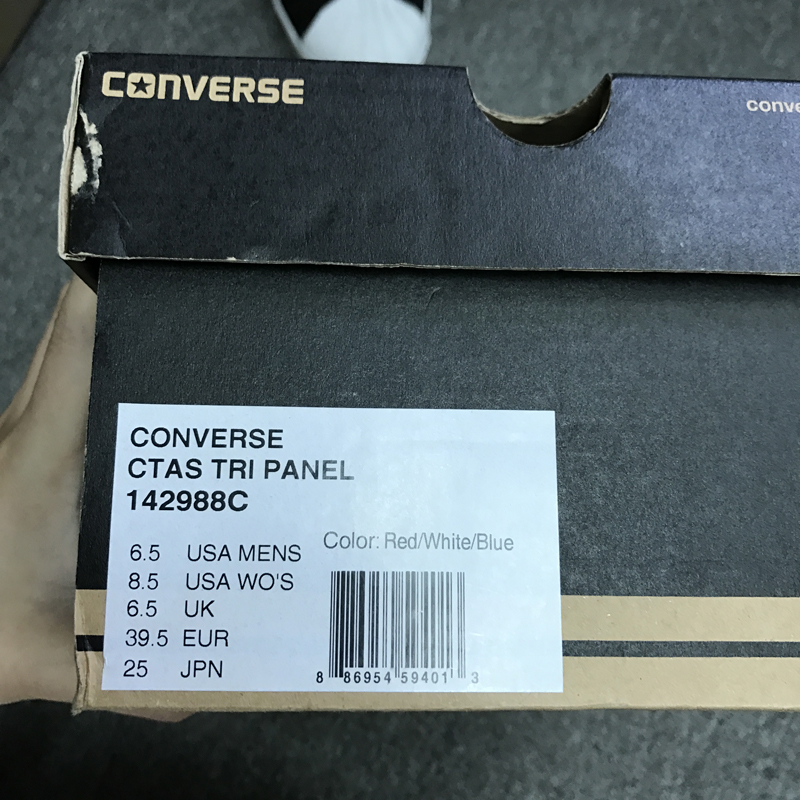 CONVERSE
conve
CONVERSE
CTAS TRI PANEL
142988C
Color: Red/White/Blue
6.5 USA MENS
8.5 USA WO'S
6.5 UK
39.5 EUR
25 JPN
8 86954 59401 3